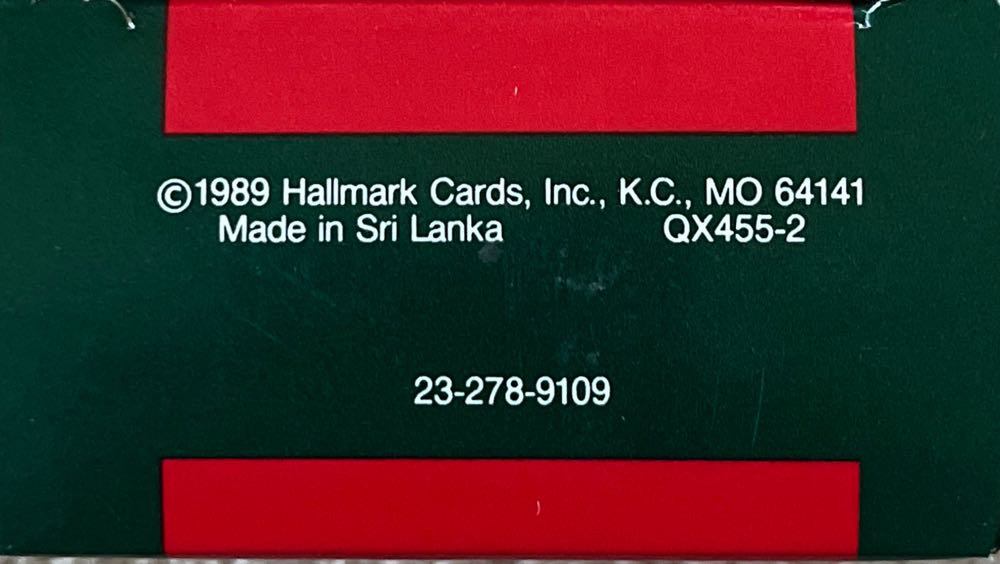 ©1989 Hallmark Cards, Inc., K.C., MO 64141
Made in Sri Lanka QX455-2
23-278-9109